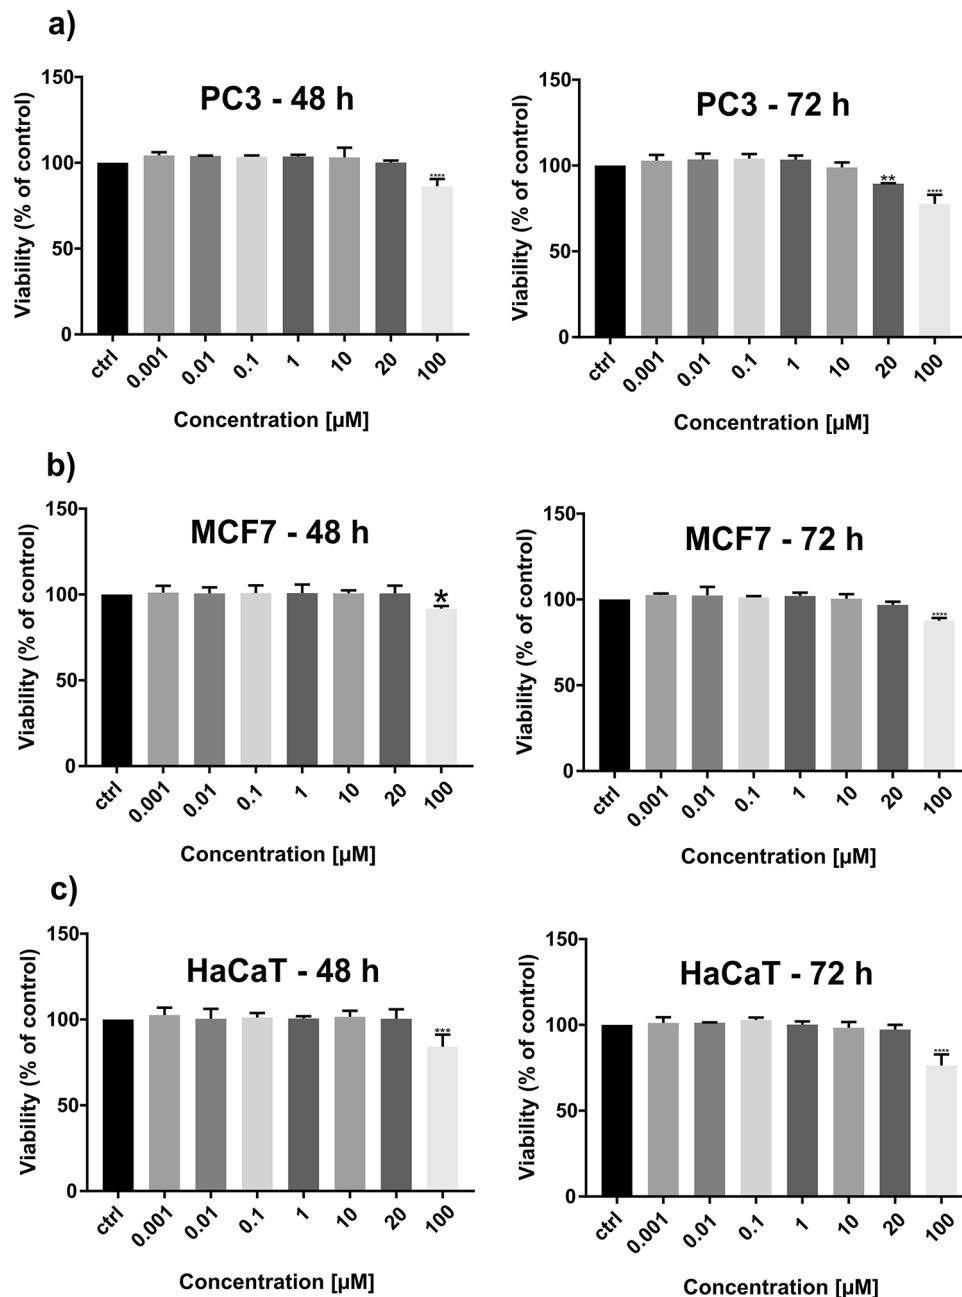 a)
PC3 - 48 h
Viability (% of control)
150
100
50
0
****
ctrl 0.001 0.01 0.1 1 10 20 100
Concentration [µM]
PC3 - 72 h
Viability (% of control)
150
100
50
0
** ****
ctrl 0.001 0.01 0.1 1 10 20 100
Concentration [µM]
b)
MCF7 - 48 h
Viability (% of control)
150
100
50
0
*
ctrl 0.001 0.01 0.1 1 10 20 100
Concentration [µM]
MCF7 - 72 h
Viability (% of control)
150
100
50
0
****
ctrl 0.001 0.01 0.1 1 10 20 100
Concentration [µM]
c)
HaCaT - 48 h
Viability (% of control)
150
100
50
0
***
ctrl 0.001 0.01 0.1 1 10 20 100
Concentration [µM]
HaCaT - 72 h
Viability (% of control)
150
100
50
0
****
ctrl 0.001 0.01 0.1 1 10 20 100
Concentration [µM]